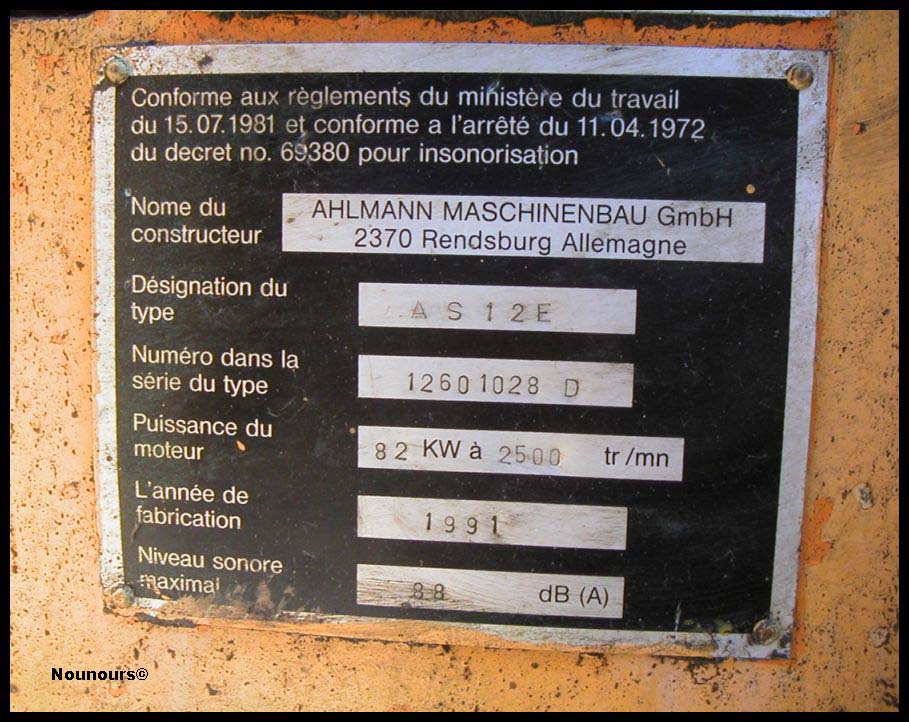 Conforme aux règlements du ministère du travail
du 15.07.1981 et conforme a l'arrêté du 11.04.1972
du decret no. 69380 pour insonorisation
Nome du
constructeur
AHLMANN MASCHINENBAU GmbH
2370 Rendsburg Allemagne
Désignation du
type
AS12E
Numéro dans la
série du type
12601028 D
Puissance du
moteur
82 KW à 2500 tr/mn
L'année de
fabrication
1991
Niveau sonore
maximal
88 dB (A)
Nounours©